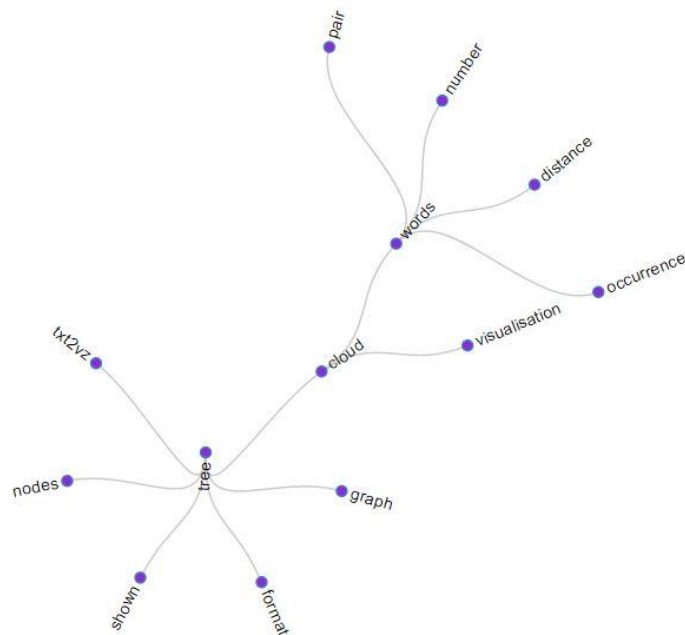 pair
number
distance
words
occurrence
visualisation
cloud
txt2vz
tree
nodes
graph
shown
format